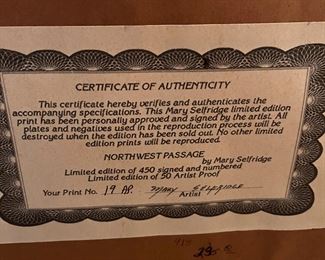 CERTIFICATE OF AUTHENTICITY
This certificate hereby verifies and authenticates the
accompanying specifications. This Mary Selfridge limited edition
print has been personally approved and signed by the artist. All
plates and negatives used in the reproduction process will be
destroyed when the edition has been sold out. No other limited
edition prints will be reproduced.
NORTHWEST PASSAGE
by Mary Selfridge
Limited edition of 450 signed and numbered
Limited edition of 50 Artist Proof
Your Print No. 19 AP. Mary Selfridge
Artist